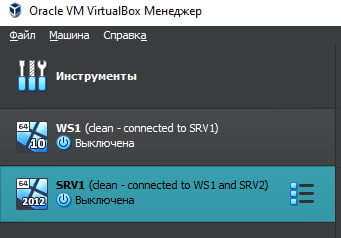 Oracle VM VirtualBox Менеджер
Файл Машина Справка
Инструменты
64 WS1 (clean - connected to SRV1)
10 Выключена
64 SRV1 (clean - connected to WS1 and SRV2)
2012 Выключена